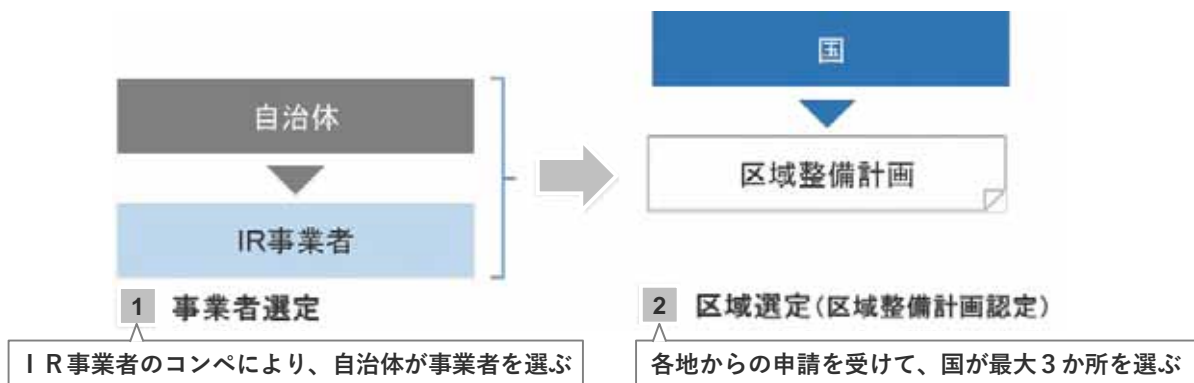 自治体
IR事業者
1 事業者選定
ＩＲ事業者のコンペにより、自治体が事業者を選ぶ
国
区域整備計画
2 区域選定(区域整備計画認定)
各地からの申請を受けて、国が最大３か所を選ぶ